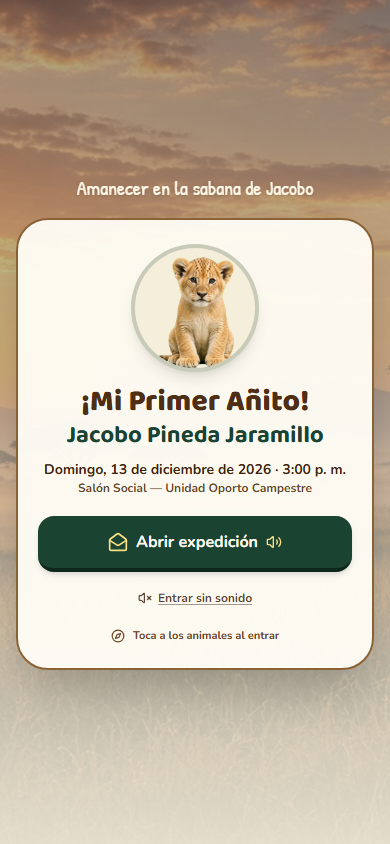 Amanecer en la sabana de Jacobo
¡Mi Primer Añito!
Jacobo Pineda Jaramillo
Domingo, 13 de diciembre de 2026 · 3:00 p. m.
Salón Social — Unidad Oporto Campestre
Abrir expedición
Entrar sin sonido
Toca a los animales al entrar